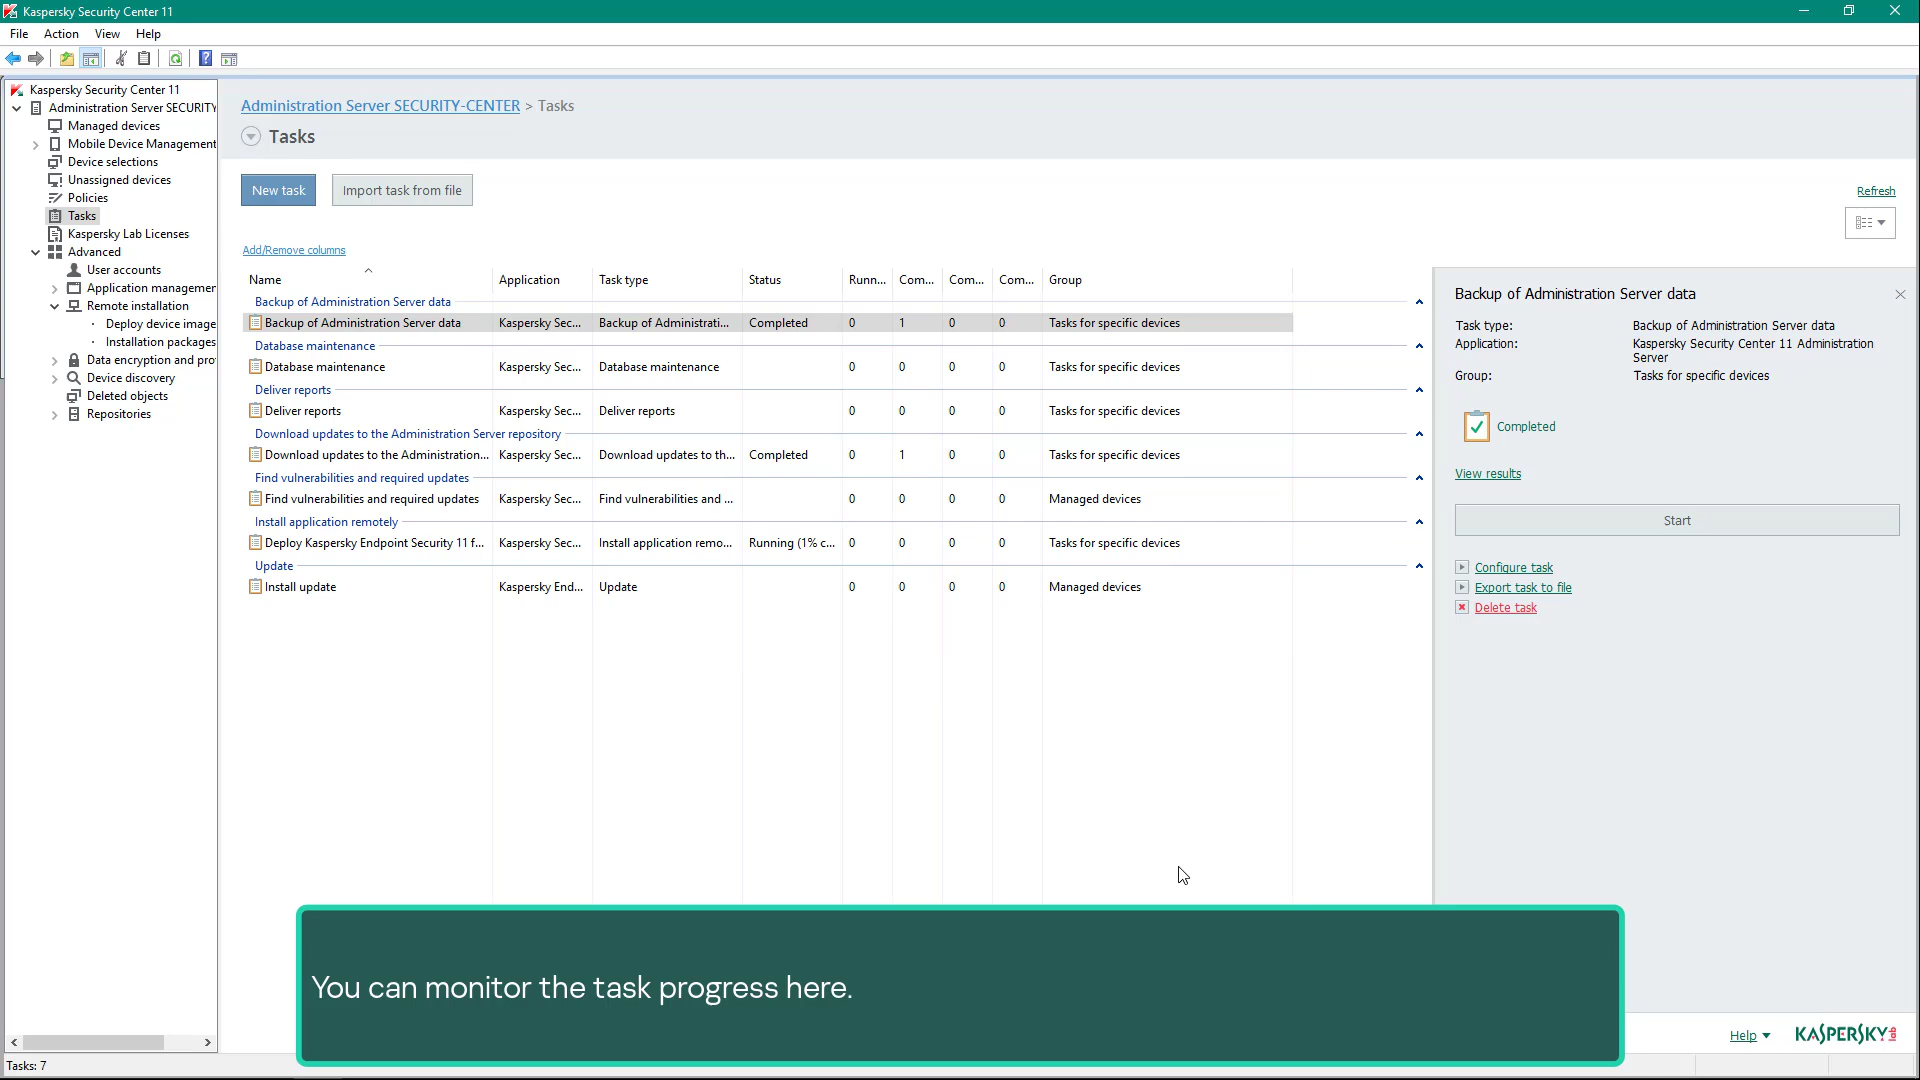 Kaspersky Security Center 11
File Action View Help
Kaspersky Security Center 11
Administration Server SECURITY
Managed devices
Mobile Device Management
Device selections
Unassigned devices
Policies
Tasks
Kaspersky Lab Licenses
Advanced
User accounts
Application managemen
Remote installation
Deploy device image
Installation packages
Data encryption and pro
Device discovery
Deleted objects
Repositories
Administration Server SECURITY-CENTER > Tasks
Tasks
New task Import task from file
Refresh
Add/Remove columns
Name Application Task type Status Runn... Com... Com... Com... Group
Backup of Administration Server data
Backup of Administration Server data Kaspersky Sec... Backup of Administrati... Completed 0 1 0 0 Tasks for specific devices
Database maintenance
Database maintenance Kaspersky Sec... Database maintenance 0 0 0 0 Tasks for specific devices
Deliver reports
Deliver reports Kaspersky Sec... Deliver reports 0 0 0 0 Tasks for specific devices
Download updates to the Administration Server repository
Download updates to the Administration... Kaspersky Sec... Download updates to th... Completed 0 1 0 0 Tasks for specific devices
Find vulnerabilities and required updates
Find vulnerabilities and required updates Kaspersky Sec... Find vulnerabilities and ... 0 0 0 0 Managed devices
Install application remotely
Deploy Kaspersky Endpoint Security 11 f... Kaspersky Sec... Install application remo... Running (1% c... 0 0 0 0 Tasks for specific devices
Update
Install update Kaspersky End... Update 0 0 0 0 Managed devices
Backup of Administration Server data
Task type: Backup of Administration Server data
Application: Kaspersky Security Center 11 Administration
Server
Group: Tasks for specific devices
Completed
View results
Start
Configure task
Export task to file
Delete task
You can monitor the task progress here.
Help KASPERSKY lab
Tasks: 7